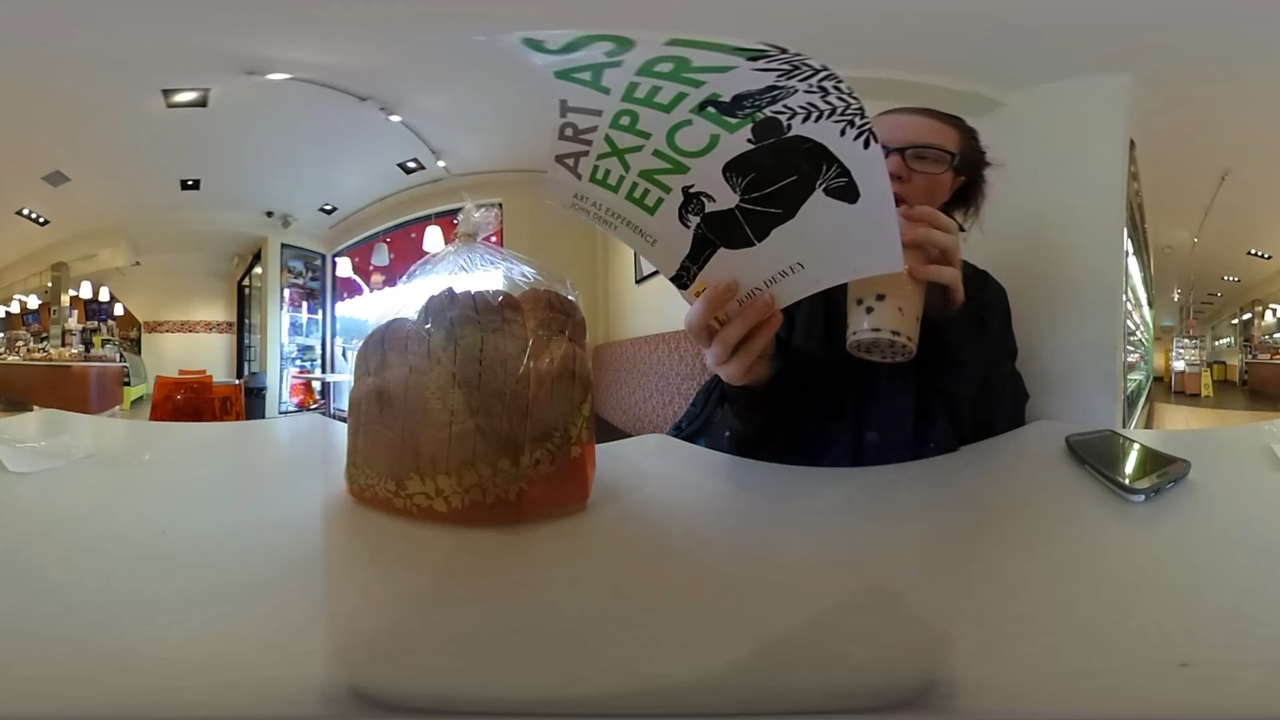 ART AS
EXPERI
ENCE
ART AS EXPERIENCE
JOHN DEWEY
JOHN DEWEY